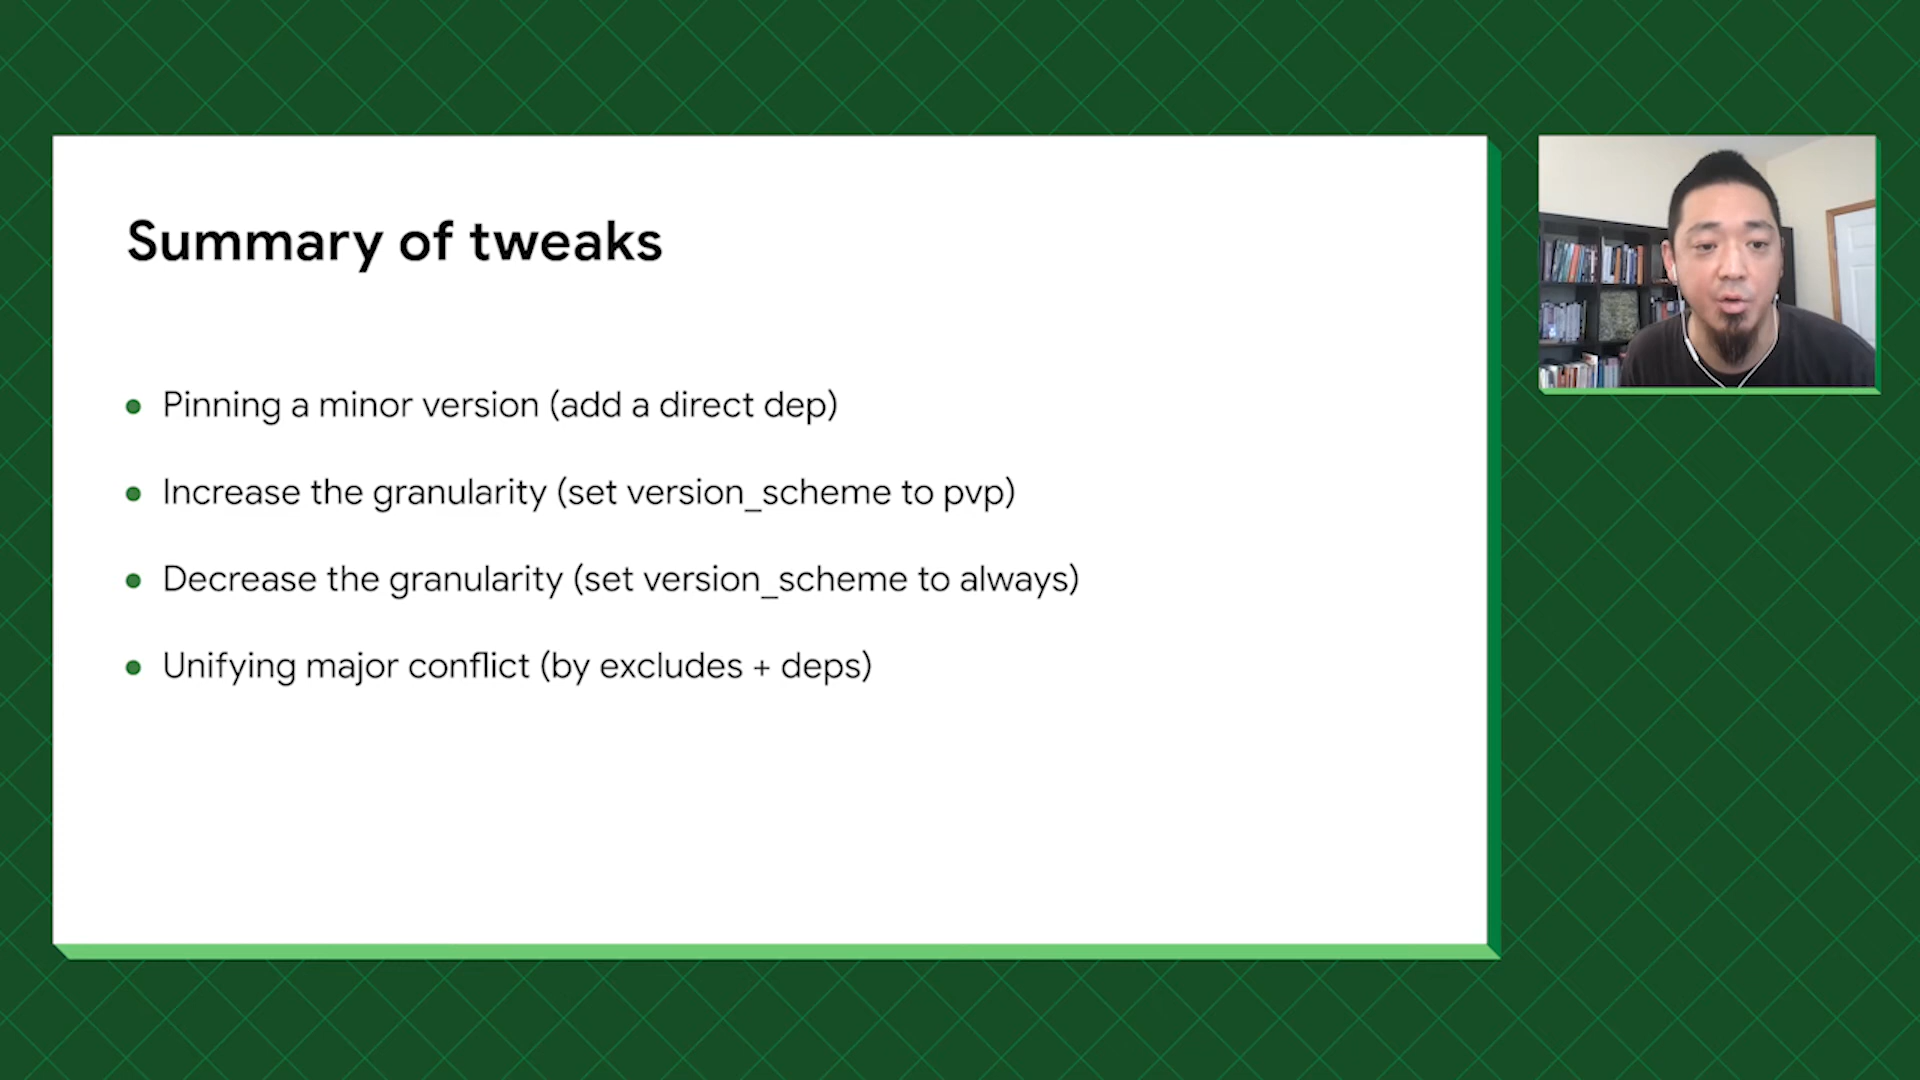 Summary of tweaks
Pinning a minor version (add a direct dep)
Increase the granularity (set version_scheme to pvp)
Decrease the granularity (set version_scheme to always)
Unifying major conflict (by excludes + deps)